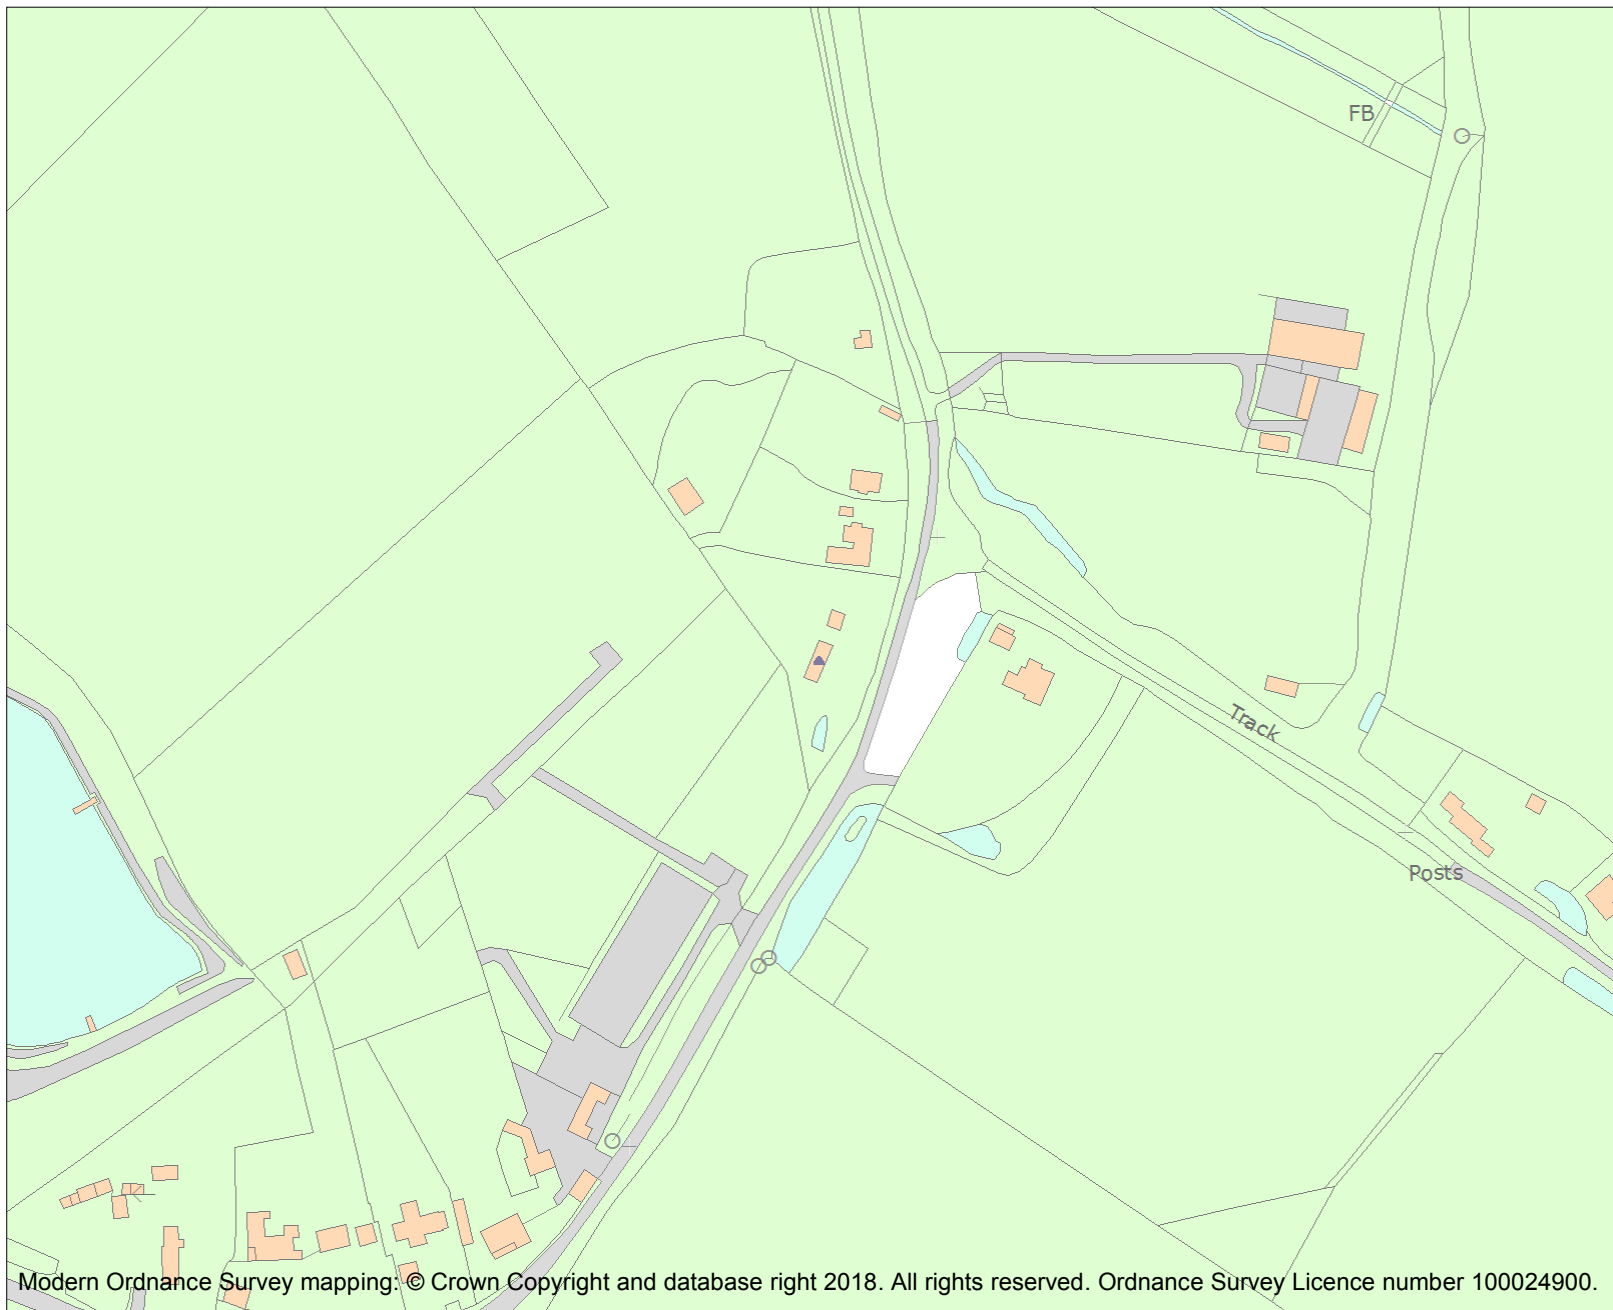 FB
Track
Posts
Modern Ordnance Survey mapping: © Crown Copyright and database right 2018. All rights reserved. Ordnance Survey Licence number 100024900.